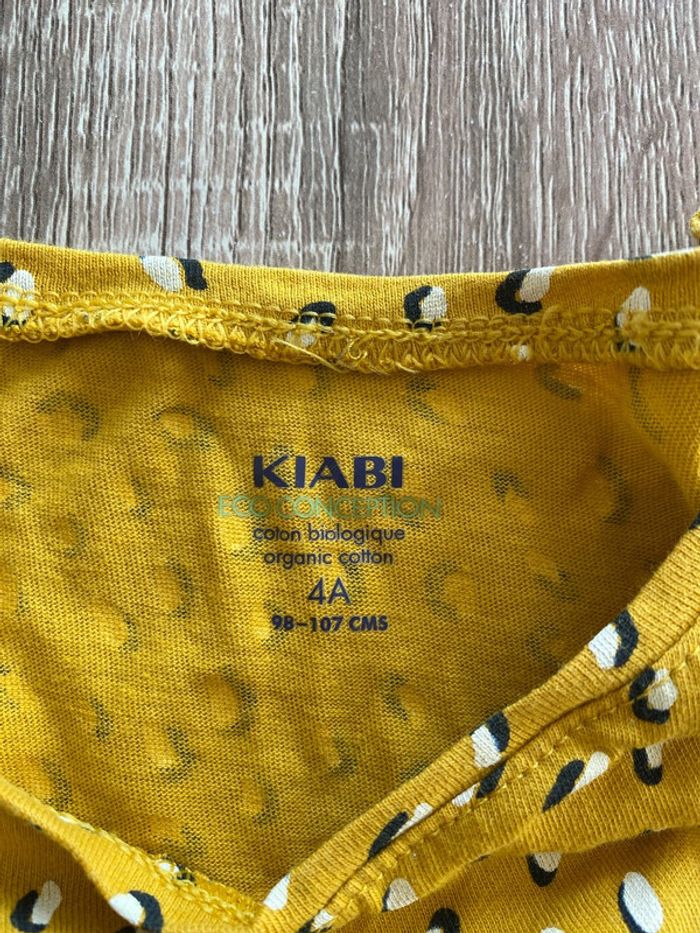 KIABI
ECO CONCEPTION
coton biologique
organic cotton
4A
98-107 CMS